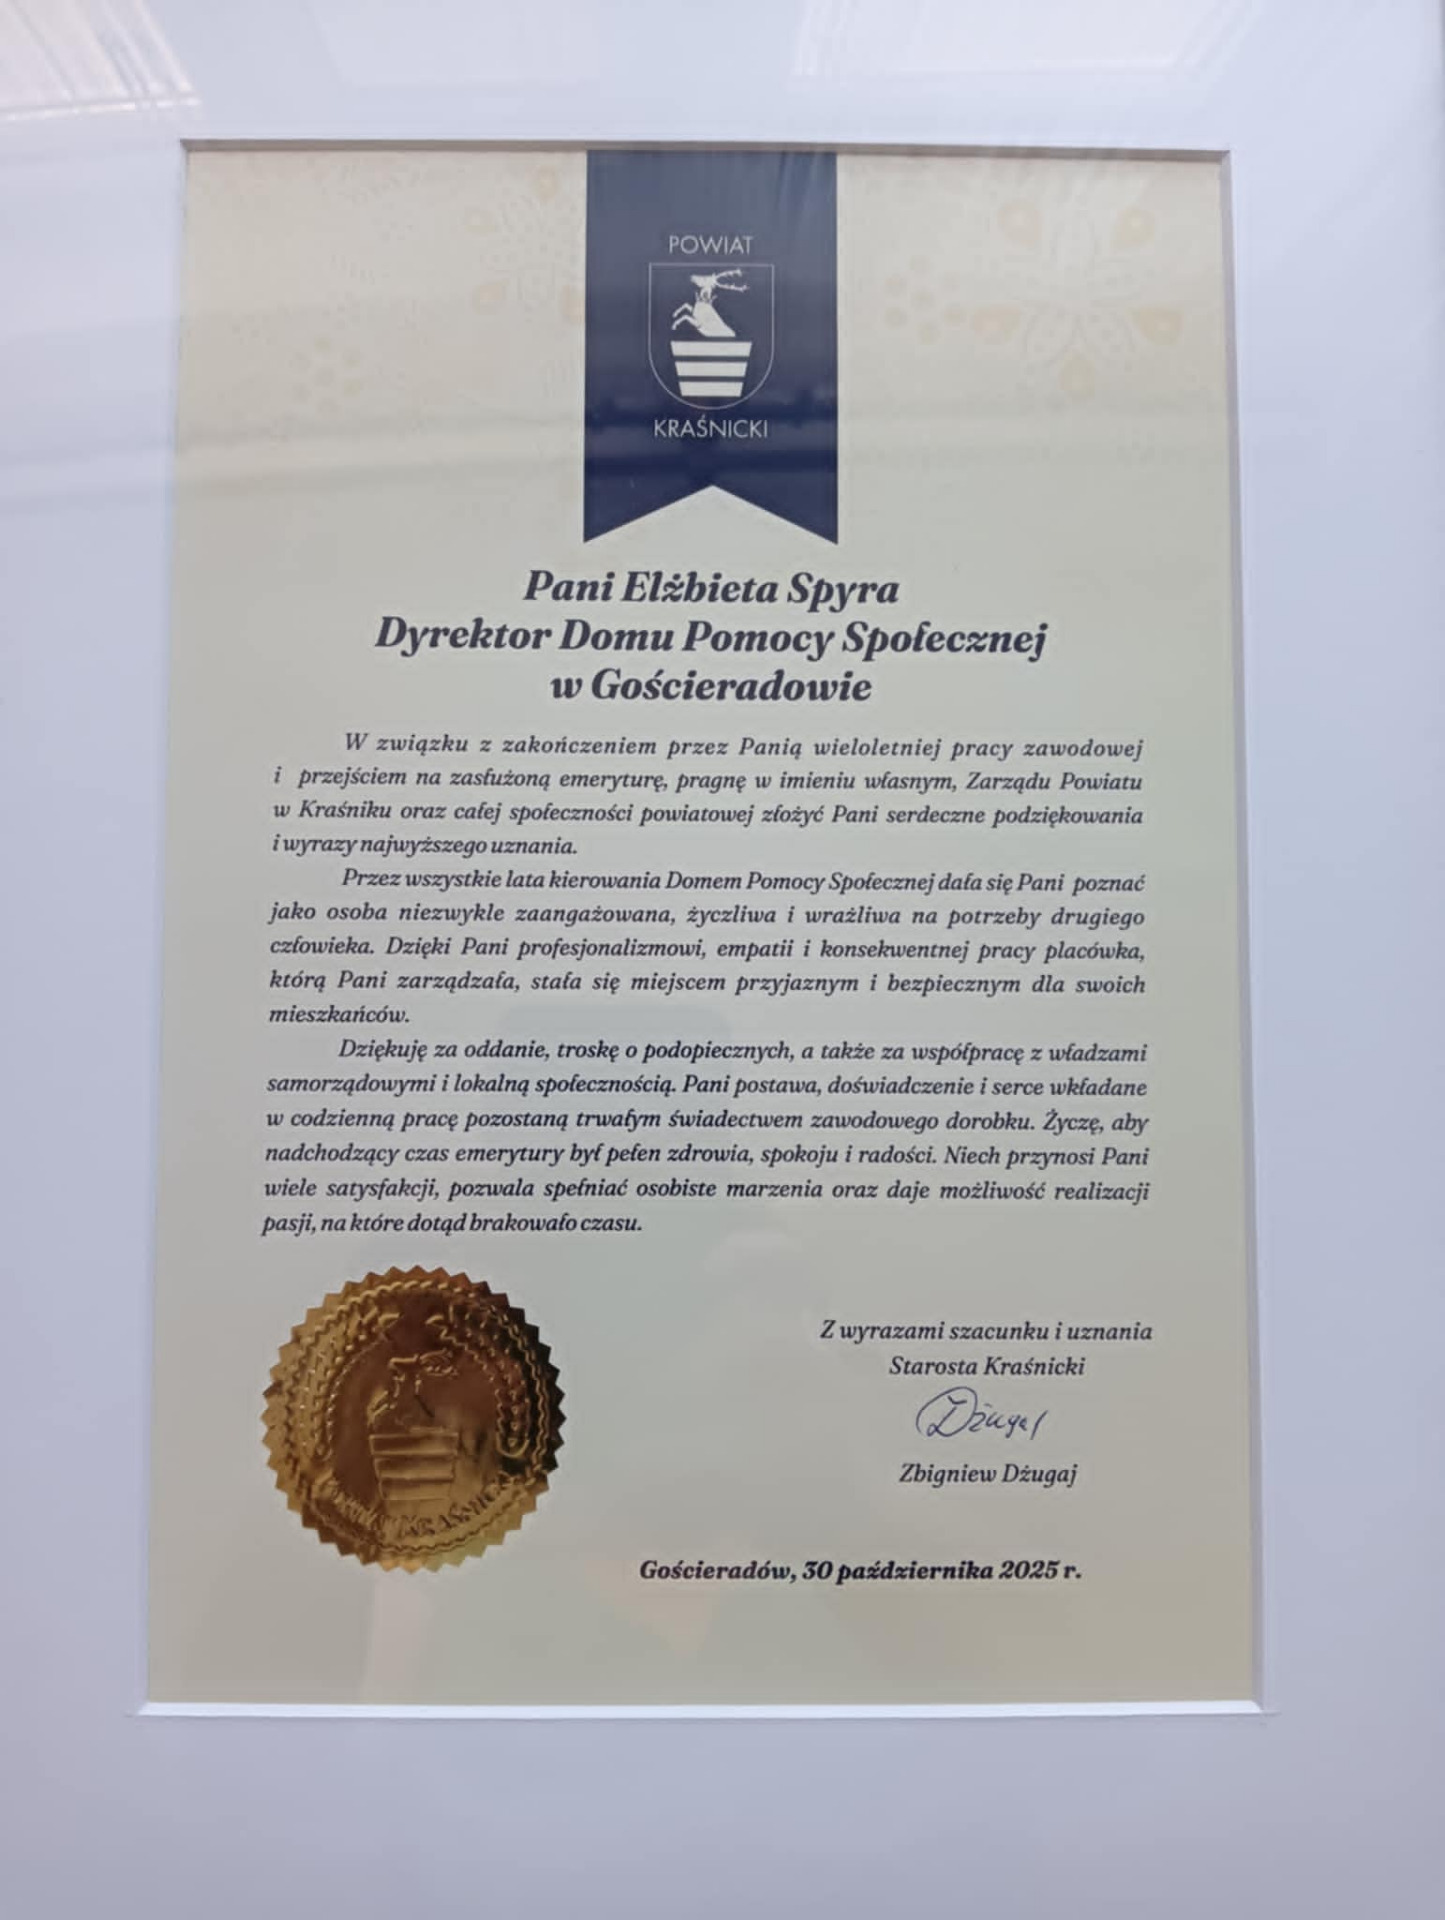 POWIAT
KRAŚNICKI
Pani Elżbieta Spyra
Dyrektor Domu Pomocy Społecznej
w Gościeradowie
W związku z zakończeniem przez Panią wieloletniej pracy zawodowej
i przejściem na zasłużoną emeryturę, pragnę w imieniu własnym, Zarządu Powiatu
w Kraśniku oraz całej społeczności powiatowej złożyć Pani serdeczne podziękowania
i wyrazy najwyższego uznania.
Przez wszystkie lata kierowania Domem Pomocy Społecznej dała się Pani poznać
jako osoba niezwykle zaangażowana, życzliwa i wrażliwa na potrzeby drugiego
człowieka. Dzięki Pani profesjonalizmowi, empatii i konsekwentnej pracy placówka,
którą Pani zarządzała, stała się miejscem przyjaznym i bezpiecznym dla swoich
mieszkańców.
Dziękuję za oddanie, troskę o podopiecznych, a także za współpracę z władzami
samorządowymi i lokalną społecznością. Pani postawa, doświadczenie i serce wkładane
w codzienną pracę pozostaną trwałym świadectwem zawodowego dorobku. Życzę, aby
nadchodzący czas emerytury był pełen zdrowia, spokoju i radości. Niech przynosi Pani
wiele satysfakcji, pozwala spełniać osobiste marzenia oraz daje możliwość realizacji
pasji, na które dotąd brakowało czasu.
Z wyrazami szacunku i uznania
Starosta Kraśnicki
Dżugaj
Zbigniew Dżugaj
Gościeradów, 30 października 2025 r.